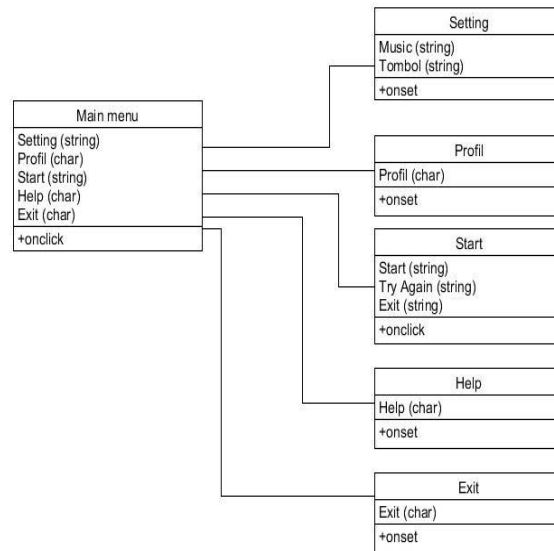 Main menu
Setting (string)
Profil (char)
Start (string)
Help (char)
Exit (char)
+onclick
Setting
Music (string)
Tombol (string)
+onset
Profil
Profil (char)
+onset
Start
Start (string)
Try Again (string)
Exit (string)
+onclick
Help
Help (char)
+onset
Exit
Exit (char)
+onset